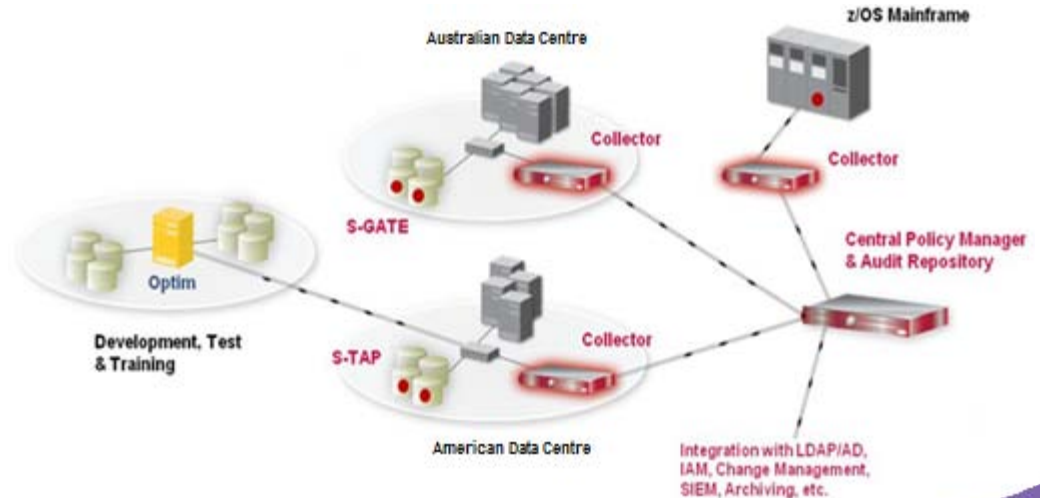 z/OS Mainframe
Australian Data Centre
Collector
Collector
S-GATE
Central Policy Manager
& Audit Repository
Optim
Development, Test
& Training
Collector
S-TAP
American Data Centre
Integration with LDAP/AD,
IAM, Change Management,
SIEM, Archiving, etc.